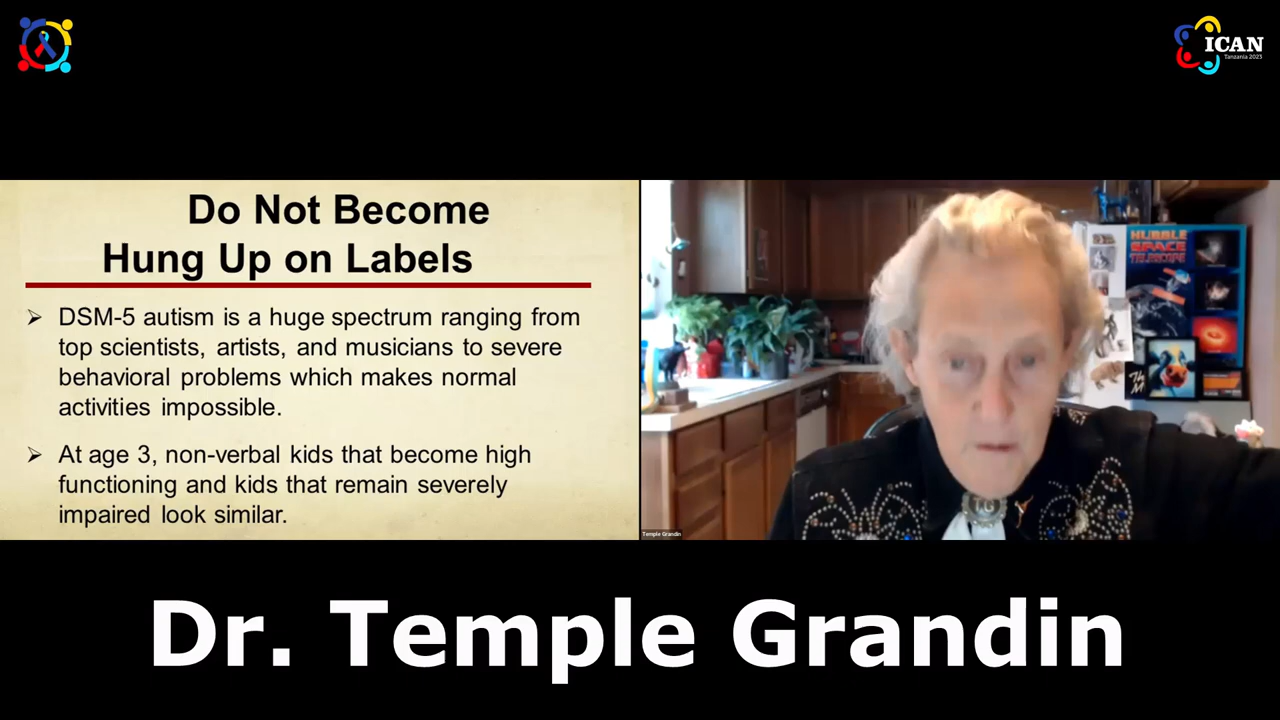 ICAN
Tanzania 2023
Do Not Become
Hung Up on Labels
DSM-5 autism is a huge spectrum ranging from
top scientists, artists, and musicians to severe
behavioral problems which makes normal
activities impossible.
At age 3, non-verbal kids that become high
functioning and kids that remain severely
impaired look similar.
HUBBLE
SPACE
TELESCOPE
TG
Temple Grandin
Dr. Temple Grandin